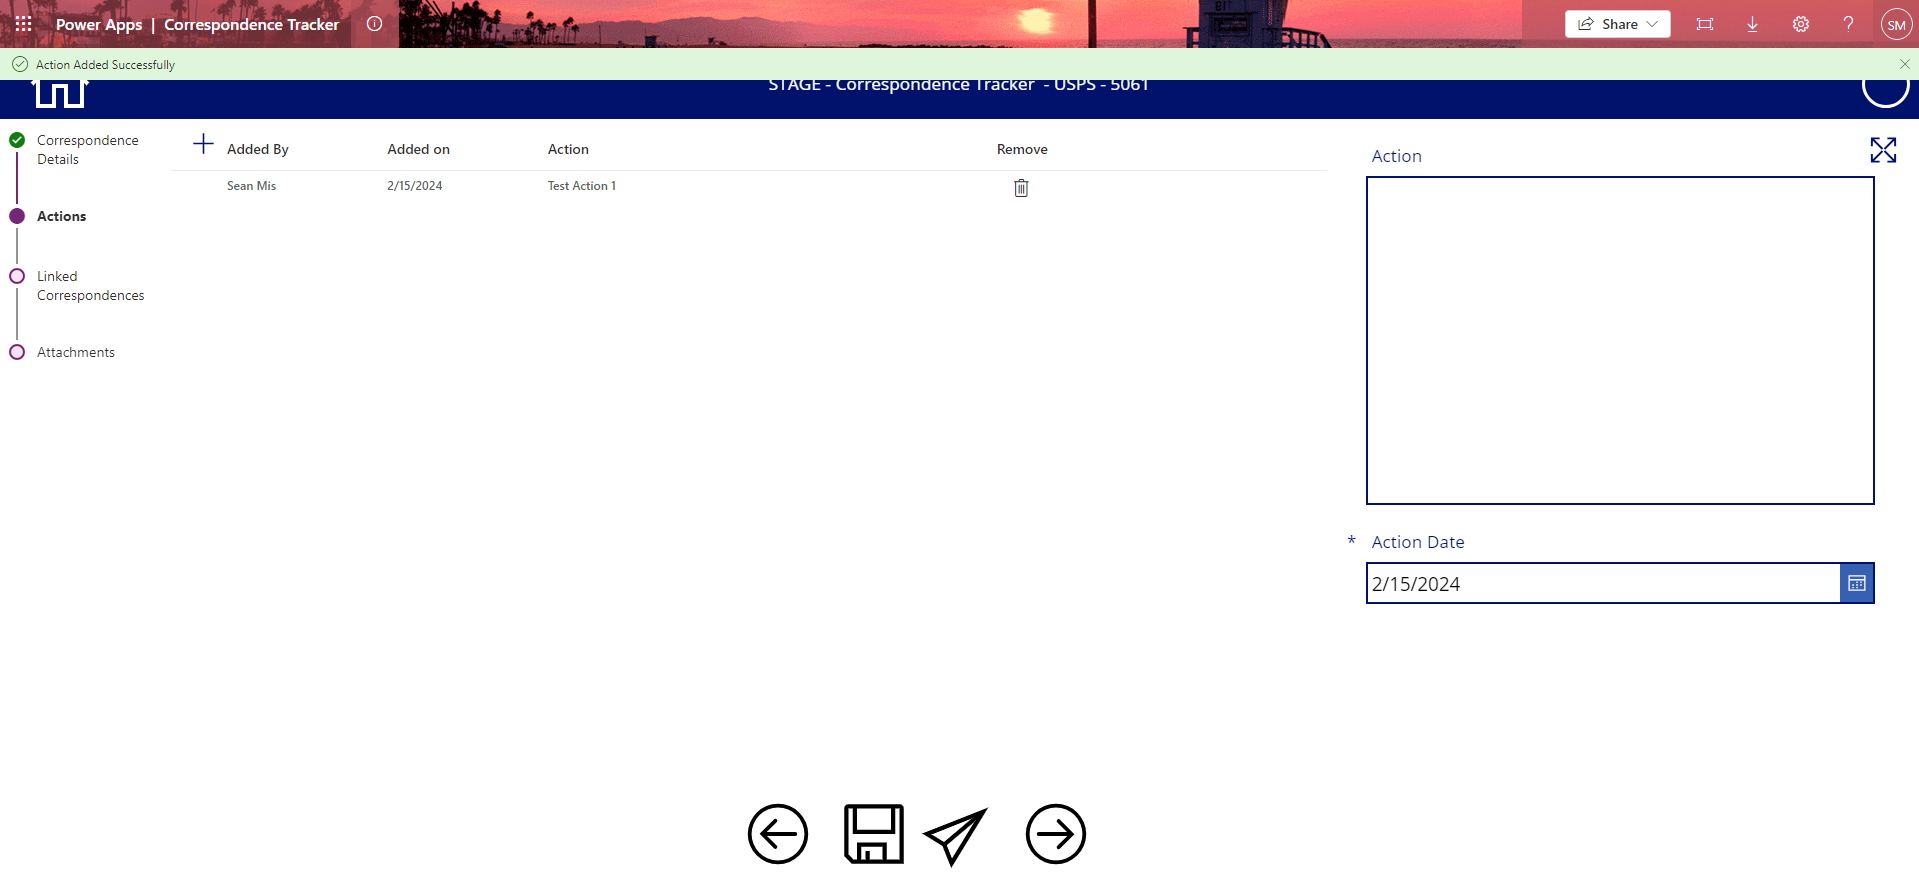 Power Apps | Correspondence Tracker
Share
?
SM
Action Added Successfully
STAGE - Correspondence Tracker - USPS - 5061
Correspondence
Details
Actions
Linked
Correspondences
Attachments
Added By Added on Action Remove
Sean Mis 2/15/2024 Test Action 1
Action
* Action Date
2/15/2024